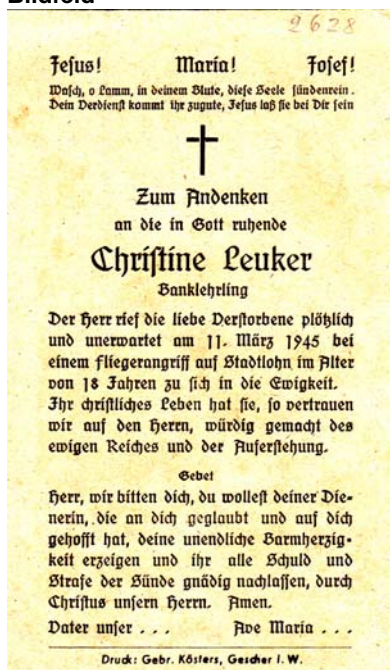 Bildfeld
2628
Jesus! Maria! Josef!
Wasch, o Lamm, in deinem Blute, diese Seele sündenrein.
Dein Verdienst kommt ihr zugute, Jesus laß sie bei Dir sein
Zum Andenken
an die in Gott ruhende
Christine Leuker
Banklehrling
Der Herr rief die liebe Verstorbene plötzlich
und unerwartet am 11. März 1945 bei
einem Fliegerangriff auf Stadtlohn im Alter
von 18 Jahren zu sich in die Ewigkeit.
Ihr christliches Leben hat sie, so vertrauen
wir auf den Herrn, würdig gemacht des
ewigen Reiches und der Auferstehung.
Gebet
Herr, wir bitten dich, du wollest deiner Die-
nerin, die an dich geglaubt und auf dich
gehofft hat, deine unendliche Barmherzig-
keit erzeigen und ihr alle Schuld und
Strafe der Sünde gnädig nachlassen, durch
Christus unsern Herrn. Amen.
Vater unser . . . Ave Maria . . .
Druck: Gebr. Kösters, Gescher i. W.